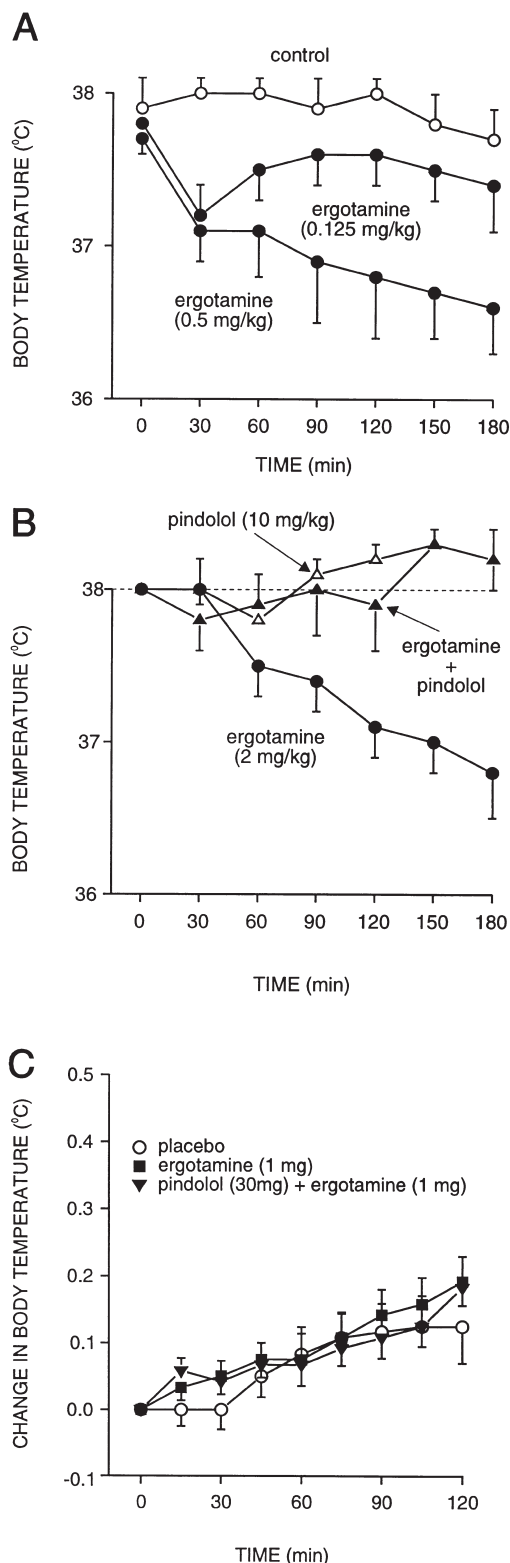 A
control
38
37
36
BODY TEMPERATURE (⁰C)
ergotamine
(0.125 mg/kg)
ergotamine
(0.5 mg/kg)
0 30 60 90 120 150 180
TIME (min)
B
pindolol (10 mg/kg)
38
37
36
BODY TEMPERATURE (⁰C)
ergotamine
+
pindolol
ergotamine
(2 mg/kg)
0 30 60 90 120 150 180
TIME (min)
C
0.5
0.4
0.3
0.2
0.1
0.0
-0.1
CHANGE IN BODY TEMPERATURE (⁰C)
placebo
ergotamine (1 mg)
pindolol (30mg) + ergotamine (1 mg)
0 30 60 90 120
TIME (min)